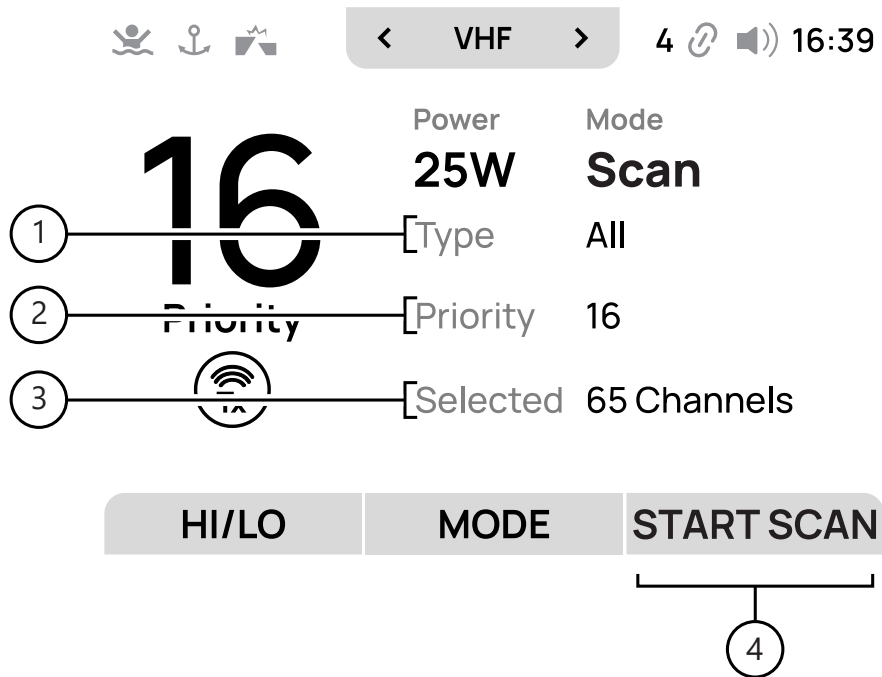 < VHF > 4 16:39
16
Priority
1X
Power Mode
25W Scan
1 Type All
2 Priority 16
3 Selected 65 Channels
HI/LO MODE START SCAN
4